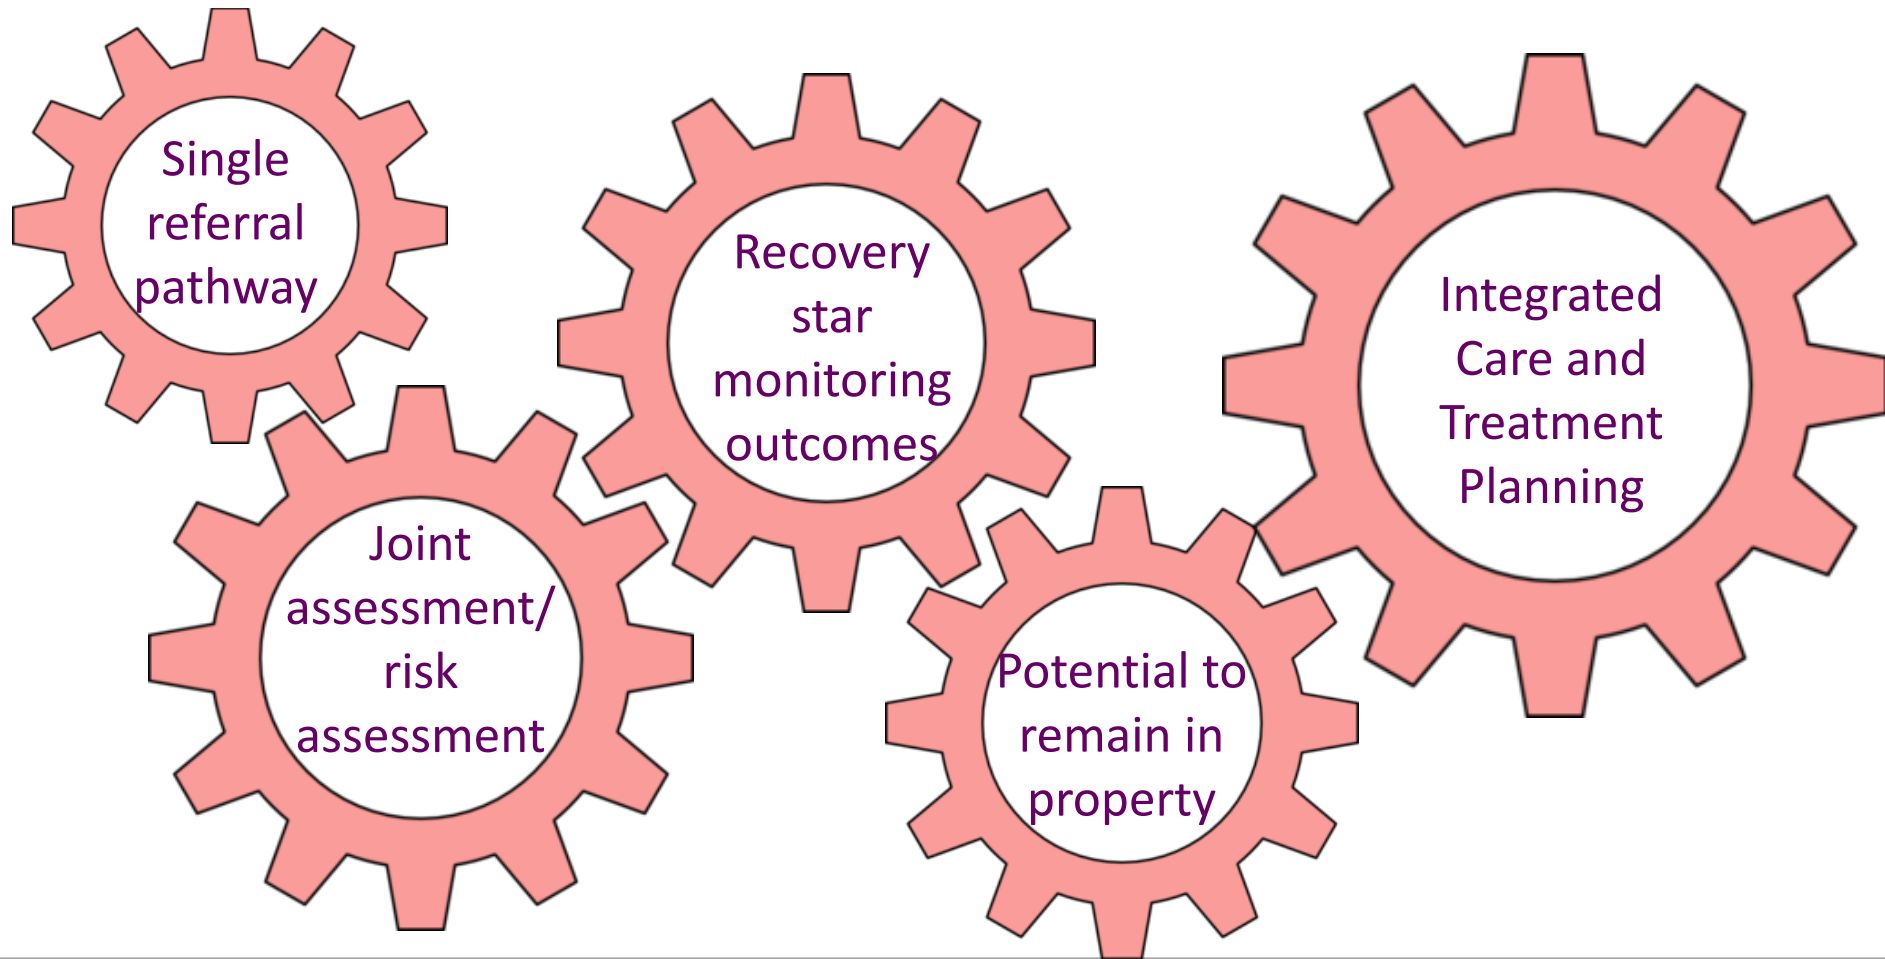 Single
referral
pathway
Joint
assessment/
risk
assessment
Recovery
star
monitoring
outcomes
Potential to
remain in
property
Integrated
Care and
Treatment
Planning